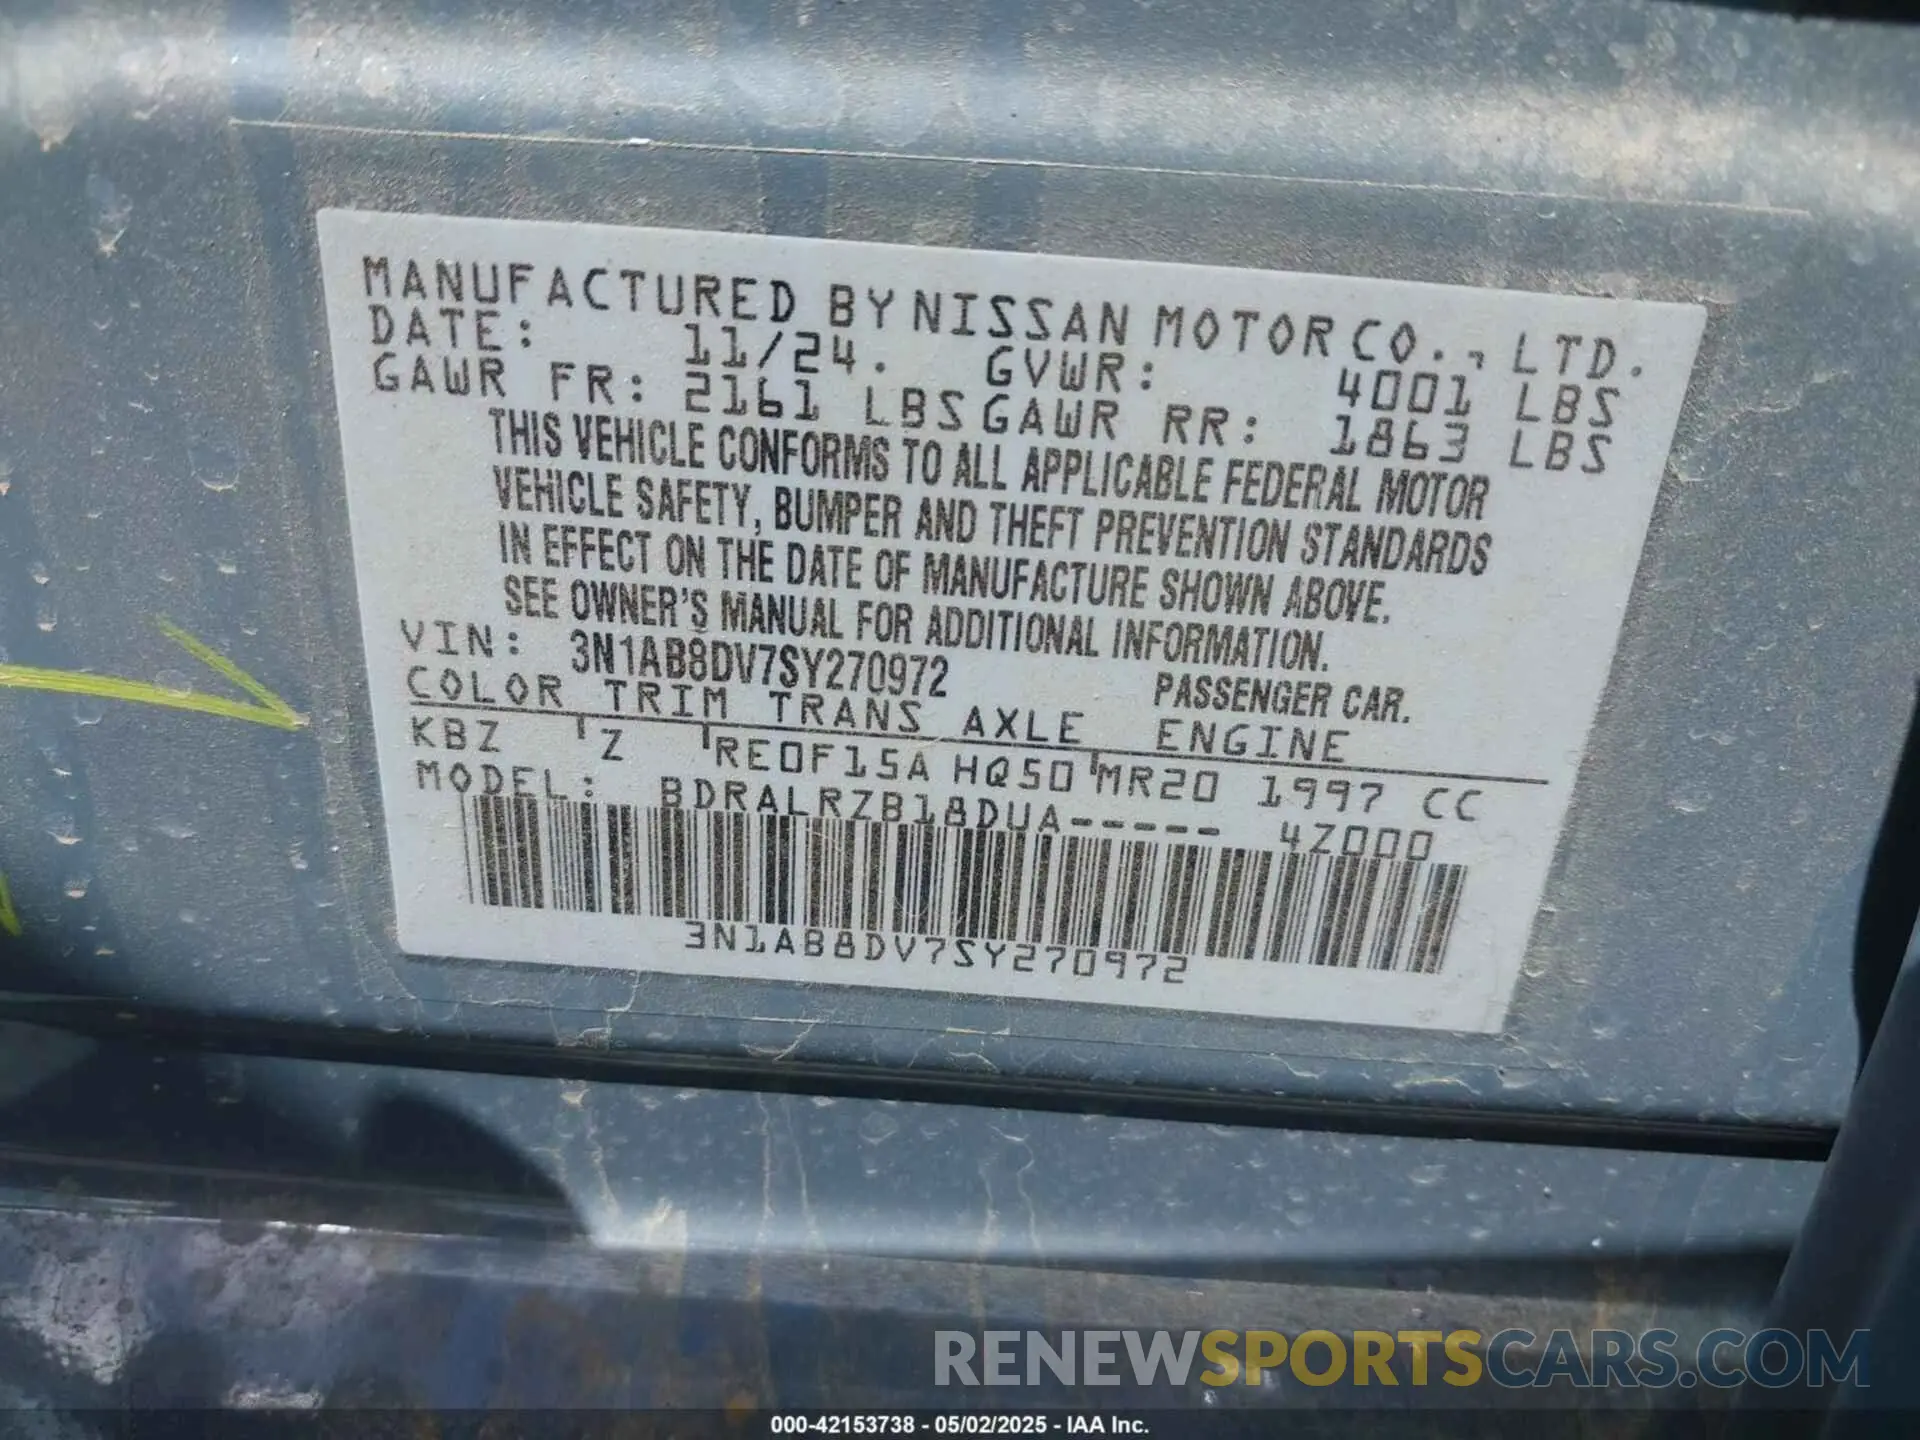 MANUFACTURED BY NISSAN MOTOR CO., LTD.
DATE: 11/24. GVWR: 4001 LBS
GAWR FR: 2161 LBS GAWR RR: 1863 LBS
THIS VEHICLE CONFORMS TO ALL APPLICABLE FEDERAL MOTOR
VEHICLE SAFETY, BUMPER AND THEFT PREVENTION STANDARDS
IN EFFECT ON THE DATE OF MANUFACTURE SHOWN ABOVE.
SEE OWNER'S MANUAL FOR ADDITIONAL INFORMATION.
VIN: 3N1AB8DV7SY270972 PASSENGER CAR.
COLOR TRIM TRANS AXLE ENGINE
KBZ Z RE0F15A HQ50 MR20 1997 CC
MODEL: BDRALRZB18DUA----- 4Z000
3N1AB8DV7SY270972
RENEWSPORTSCARS.COM
000-42153738 - 05/02/2025 - IAA Inc.